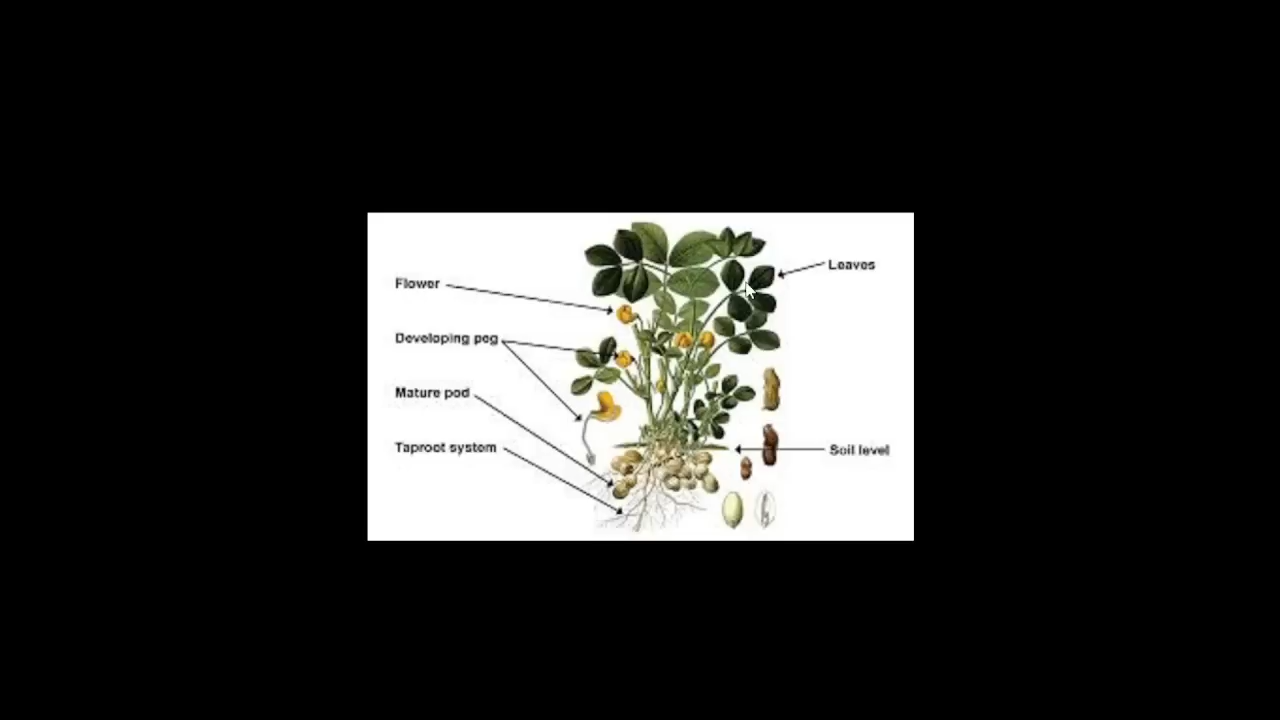 Leaves
Flower
Developing peg
Mature pod
Taproot system
Soil level